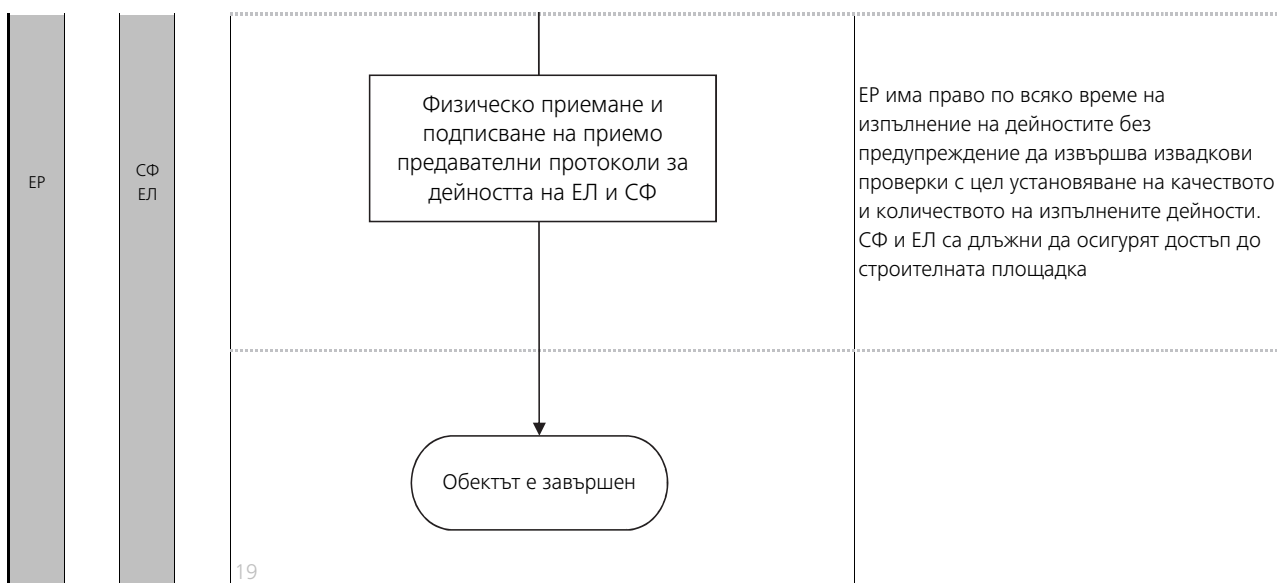 ЕР
СФ
ЕЛ
Физическо приемане и
подписване на приемо
предавателни протоколи за
дейността на ЕЛ и СФ
ЕР има право по всяко време на
изпълнение на дейностите без
предупреждение да извършва извадкови
проверки с цел установяване на качеството
и количеството на изпълнените дейности.
СФ и ЕЛ са длъжни да осигурят достъп до
строителната площадка
Обектът е завършен
19